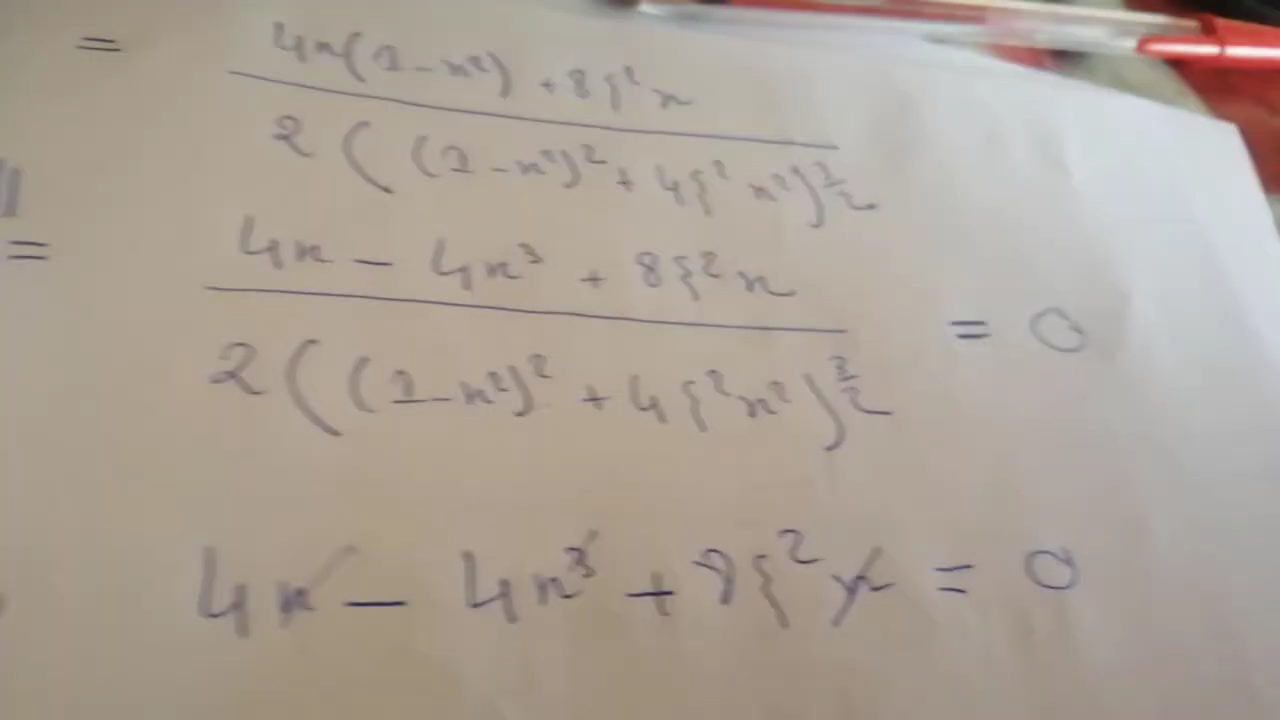 = 4x(1-x²) + 8ξ²x
2((1-x²)² + 4ξ²x²)^3/2
= 4x - 4x³ + 8ξ²x
2((1-x²)² + 4ξ²x²)^3/2 = 0
4x - 4x³ + 8ξ²x = 0